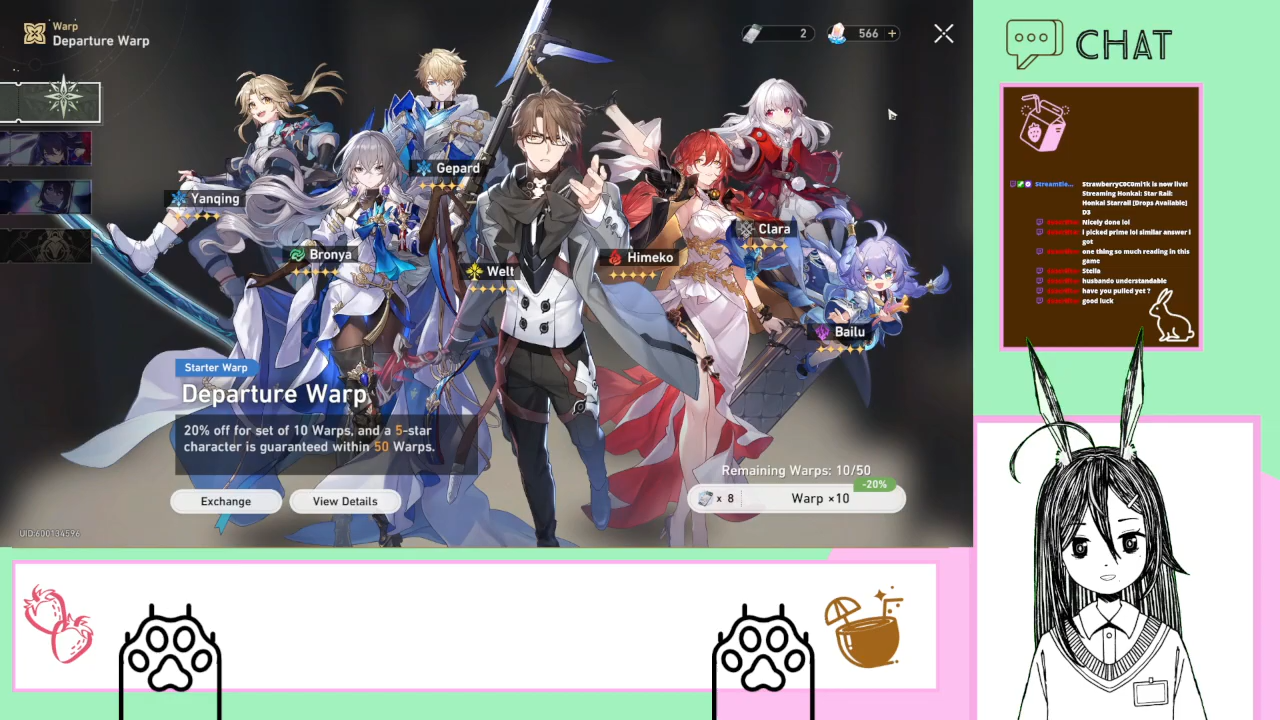 Warp
Departure Warp
2
566 +
CHAT
Yanqing
Gepard
Bronya
Welt
Himeko
Clara
Bailu
StreamEle... StrawberryC0C0ml1k is now live!
Streaming Honkai: Star Rail:
Honkai Starrail [Drops Available]
D3
Nicely done lol
I picked prime lol similar answer I
got
one thing so much reading in this
game
Stella
husbando understandable
have you pulled yet ?
good luck
Starter Warp
Departure Warp
20% off for set of 10 Warps, and a 5-star
character is guaranteed within 50 Warps.
Exchange
View Details
Remaining Warps: 10/50
-20%
x 8
Warp ×10
UID:600134596